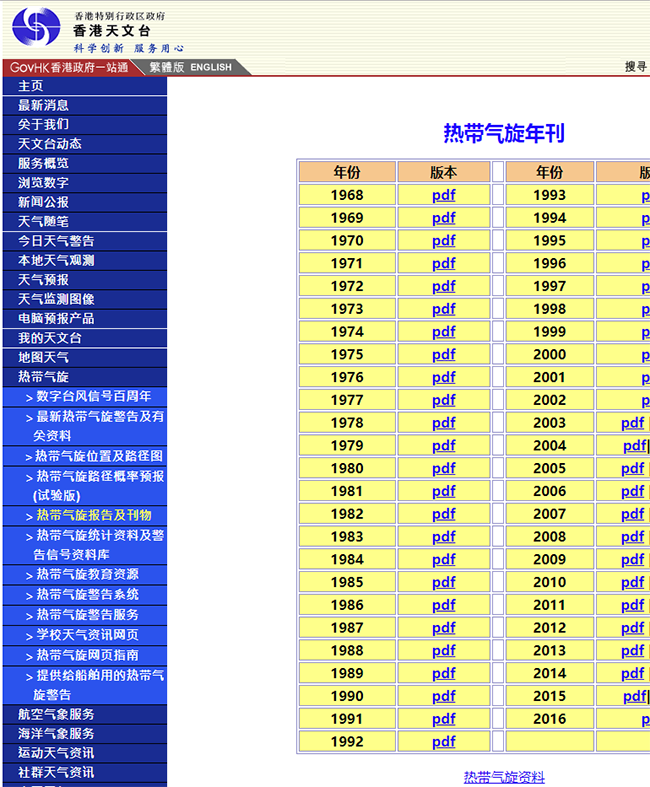 香港特别行政区政府
香港天文台
科学创新 服务用心
GovHK香港政府一站通 繁體版 ENGLISH 搜寻
主页
最新消息
关于我们
天文台动态
服务概览
浏览数字
新闻公报
天气随笔
今日天气警告
本地天气观测
天气预报
天气监测图像
电脑预报产品
我的天文台
地图天气
热带气旋
> 数字台风信号百周年
> 最新热带气旋警告及有
关资料
> 热带气旋位置及路径图
> 热带气旋路径概率预报
(试验版)
> 热带气旋报告及刊物
> 热带气旋统计资料及警
告信号资料库
> 热带气旋教育资源
> 热带气旋警告系统
> 热带气旋警告服务
> 学校天气资讯网页
> 热带气旋网页指南
> 提供给船舶用的热带气
旋警告
航空气象服务
海洋气象服务
运动天气资讯
社群天气资讯
热带气旋年刊
年份 版本 年份 版
1968 pdf 1993 p
1969 pdf 1994 p
1970 pdf 1995 p
1971 pdf 1996 p
1972 pdf 1997 p
1973 pdf 1998 p
1974 pdf 1999 p
1975 pdf 2000 p
1976 pdf 2001 p
1977 pdf 2002 p
1978 pdf 2003 pdf |
1979 pdf 2004 pdf|
1980 pdf 2005 pdf |
1981 pdf 2006 pdf |
1982 pdf 2007 pdf |
1983 pdf 2008 pdf |
1984 pdf 2009 pdf |
1985 pdf 2010 pdf |
1986 pdf 2011 pdf |
1987 pdf 2012 pdf |
1988 pdf 2013 pdf |
1989 pdf 2014 pdf |
1990 pdf 2015 pdf|
1991 pdf 2016 p
1992 pdf
热带气旋资料